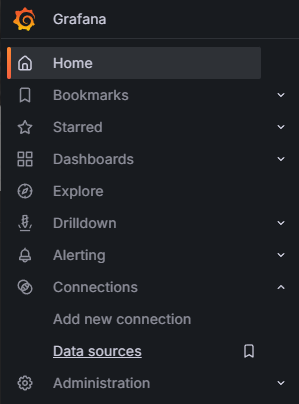 Grafana
Home
Bookmarks
Starred
Dashboards
Explore
Drilldown
Alerting
Connections
Add new connection
Data sources
Administration